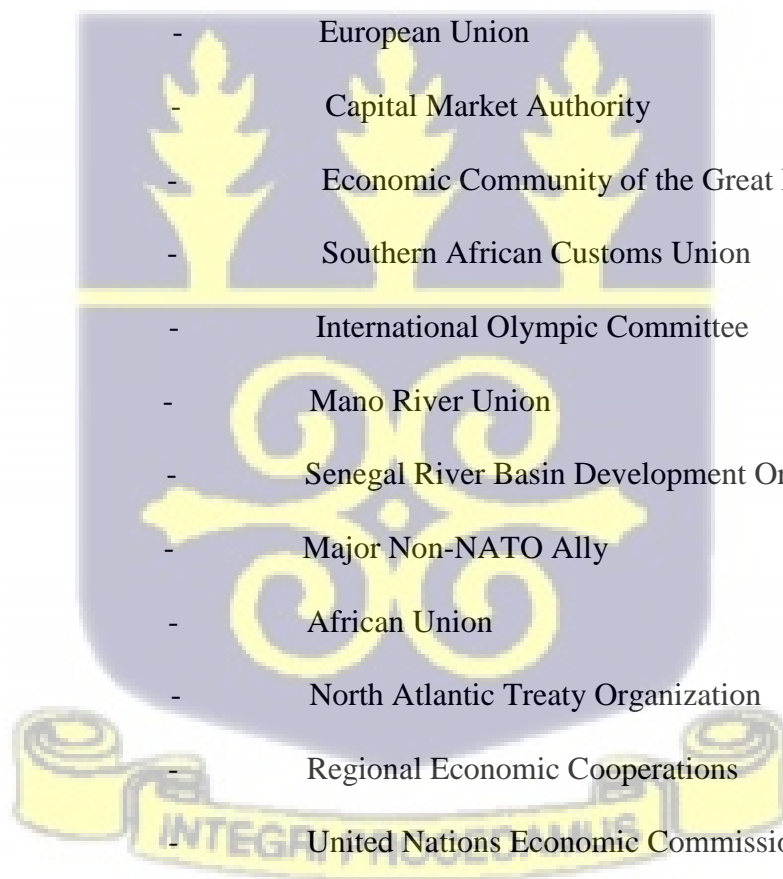 - European Union
- Capital Market Authority
- Economic Community of the Great
- Southern African Customs Union
- International Olympic Committee
- Mano River Union
- Senegal River Basin Development
- Major Non-NATO Ally
- African Union
- North Atlantic Treaty Organization
- Regional Economic Cooperations
- United Nations Economic
INTEGRI PROCEDAMUS